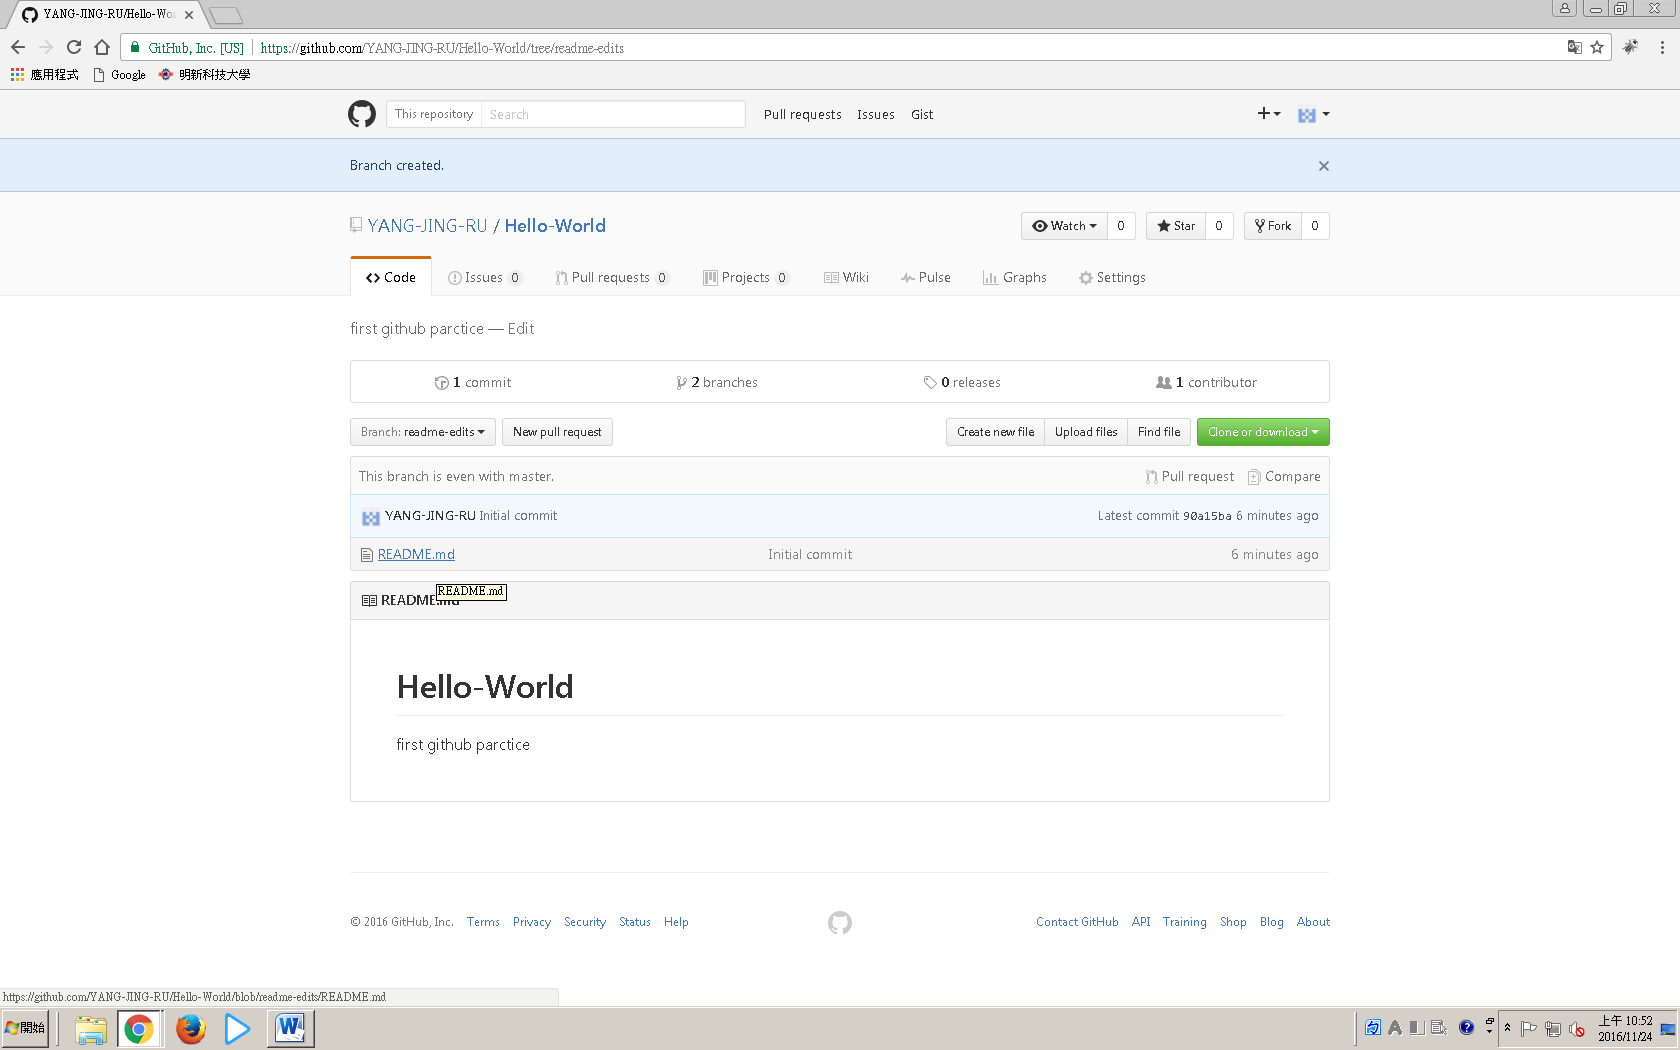 YANG-JING-RU/Hello-Wo
GitHub, Inc. [US] https://github.com/YANG-JING-RU/Hello-World/tree/readme-edits
應用程式 Google 明新科技大學
This repository Search Pull requests Issues Gist
Branch created.
YANG-JING-RU / Hello-World Watch 0 Star 0 Fork 0
Code Issues 0 Pull requests 0 Projects 0 Wiki Pulse Graphs Settings
first github parctice — Edit
1 commit 2 branches 0 releases 1 contributor
Branch: readme-edits New pull request Create new file Upload files Find file Clone or download
This branch is even with master. Pull request Compare
YANG-JING-RU Initial commit Latest commit 90a15ba 6 minutes ago
README.md Initial commit 6 minutes ago
README.md
README.md
Hello-World
first github parctice
© 2016 GitHub, Inc. Terms Privacy Security Status Help Contact GitHub API Training Shop Blog About
https://github.com/YANG-JING-RU/Hello-World/blob/readme-edits/README.md
開始 上午 10:52
2016/11/24